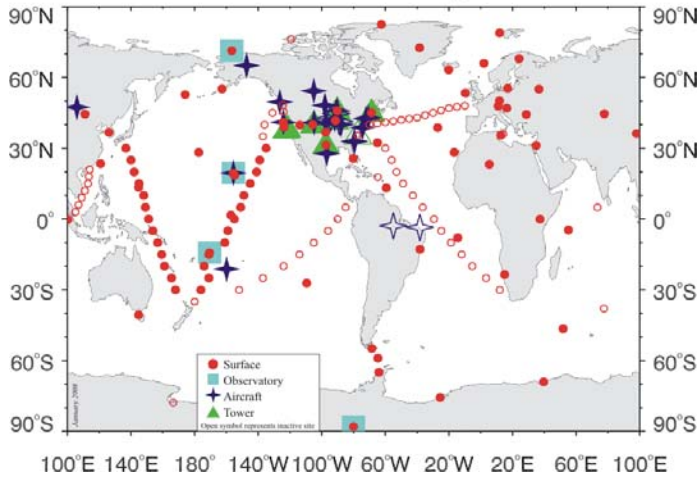 90°N
90°N
60°N
60°N
30°N
30°N
0°
0°
30°S
30°S
60°S
60°S
90°S
90°S
Surface
Observatory
Aircraft
Tower
Open symbol represents inactive site
January 2008
100°E 140°E 180° 140°W 100°W 60°W 20°W 20°E 60°E 100°E